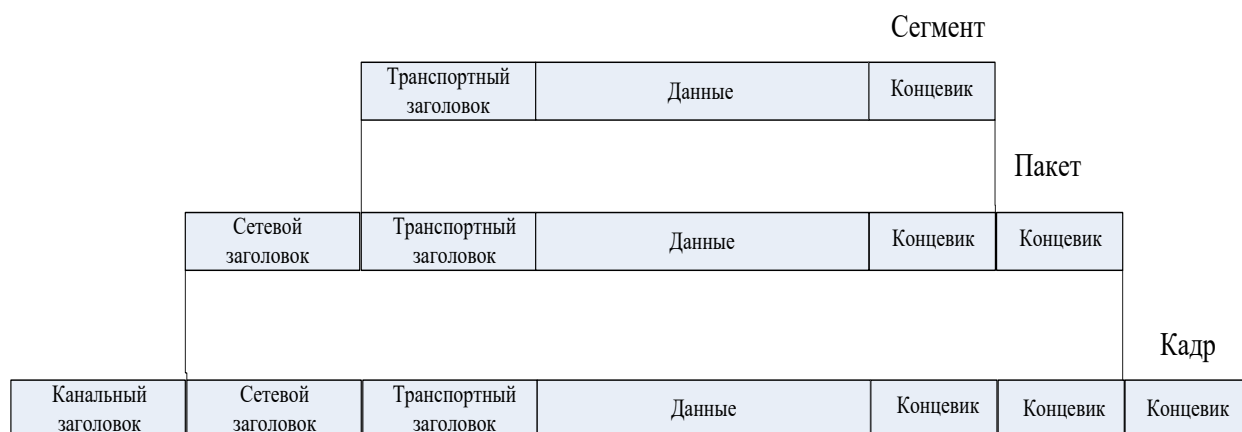 Сегмент
Транспортный
заголовок
Данные
Концевик
Пакет
Сетевой
заголовок
Транспортный
заголовок
Данные
Концевик
Концевик
Кадр
Канальный
заголовок
Сетевой
заголовок
Транспортный
заголовок
Данные
Концевик
Концевик
Концевик